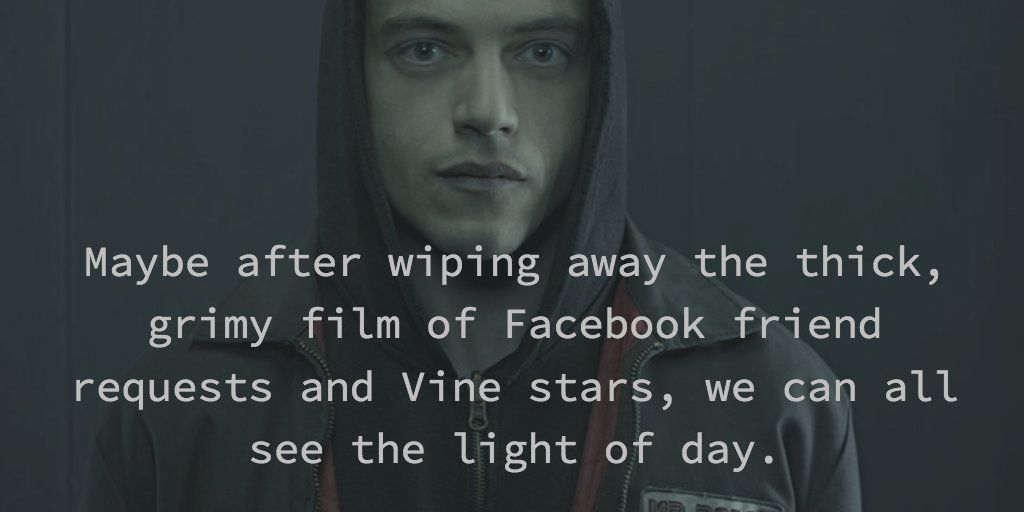 Maybe after wiping away the thick,
grimy film of Facebook friend
requests and Vine stars, we can all
see the light of day.